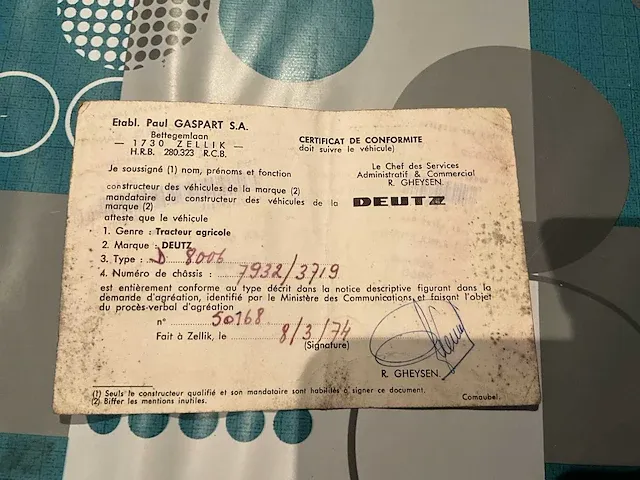 Etabl. Paul GASPART S.A.
Bettegemlaan
— 1730 ZELLIK —
H.R.B. 280.323 R.C.B.
CERTIFICAT DE CONFORMITE
doit suivre le véhicule)
Je soussigné (1) nom, prénoms et fonction
Le Chef des Services
Administratif & Commercial
R. GHEYSEN.
constructeur des véhicules de la marque (2)
mandataire du constructeur des véhicules de la
marque (2)
DEUTZ
atteste que le véhicule
1. Genre : Tracteur agricole
2. Marque : DEUTZ
3. Type : D 8006
4. Numéro de châssis : 7932/3719
est entièrement conforme au type décrit dans la notice descriptive figurant dans la
demande d'agréation, identifié par le Ministère des Communications, et faisant l'objet
du procès-verbal d'agréation
n° 50168
Fait à Zellik, le 8/3/74
(Signature)
R. GHEYSEN.
(1) Seuls le constructeur qualifié et son mandataire sont habilités à signer ce document.
(2) Biffer les mentions inutiles.
Comaubel.